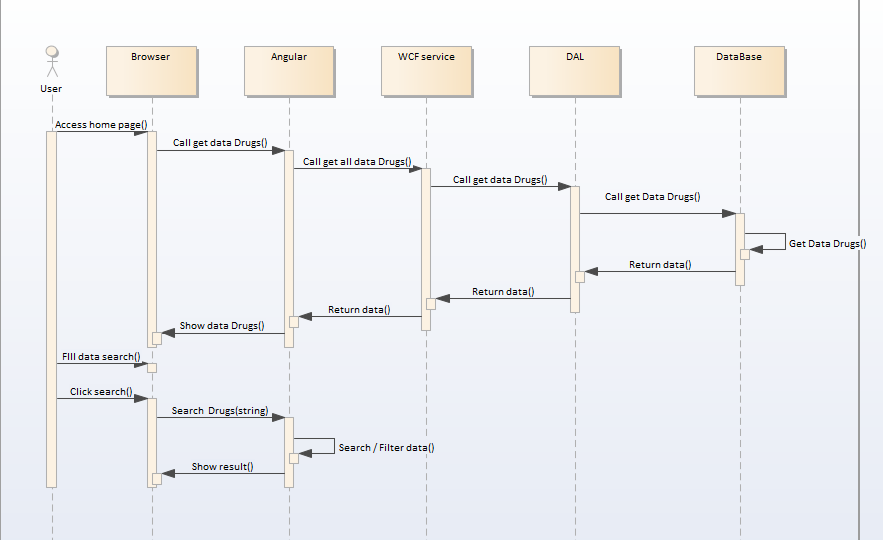 Browser
Angular
WCF service
DAL
DataBase
User
Access home page()
Call get data Drugs()
Call get all data Drugs()
Call get data Drugs()
Call get Data Drugs()
Get Data Drugs()
Return data()
Return data()
Return data()
Show data Drugs()
FIll data search()
Click search()
Search Drugs(string)
Search / Filter data()
Show result()